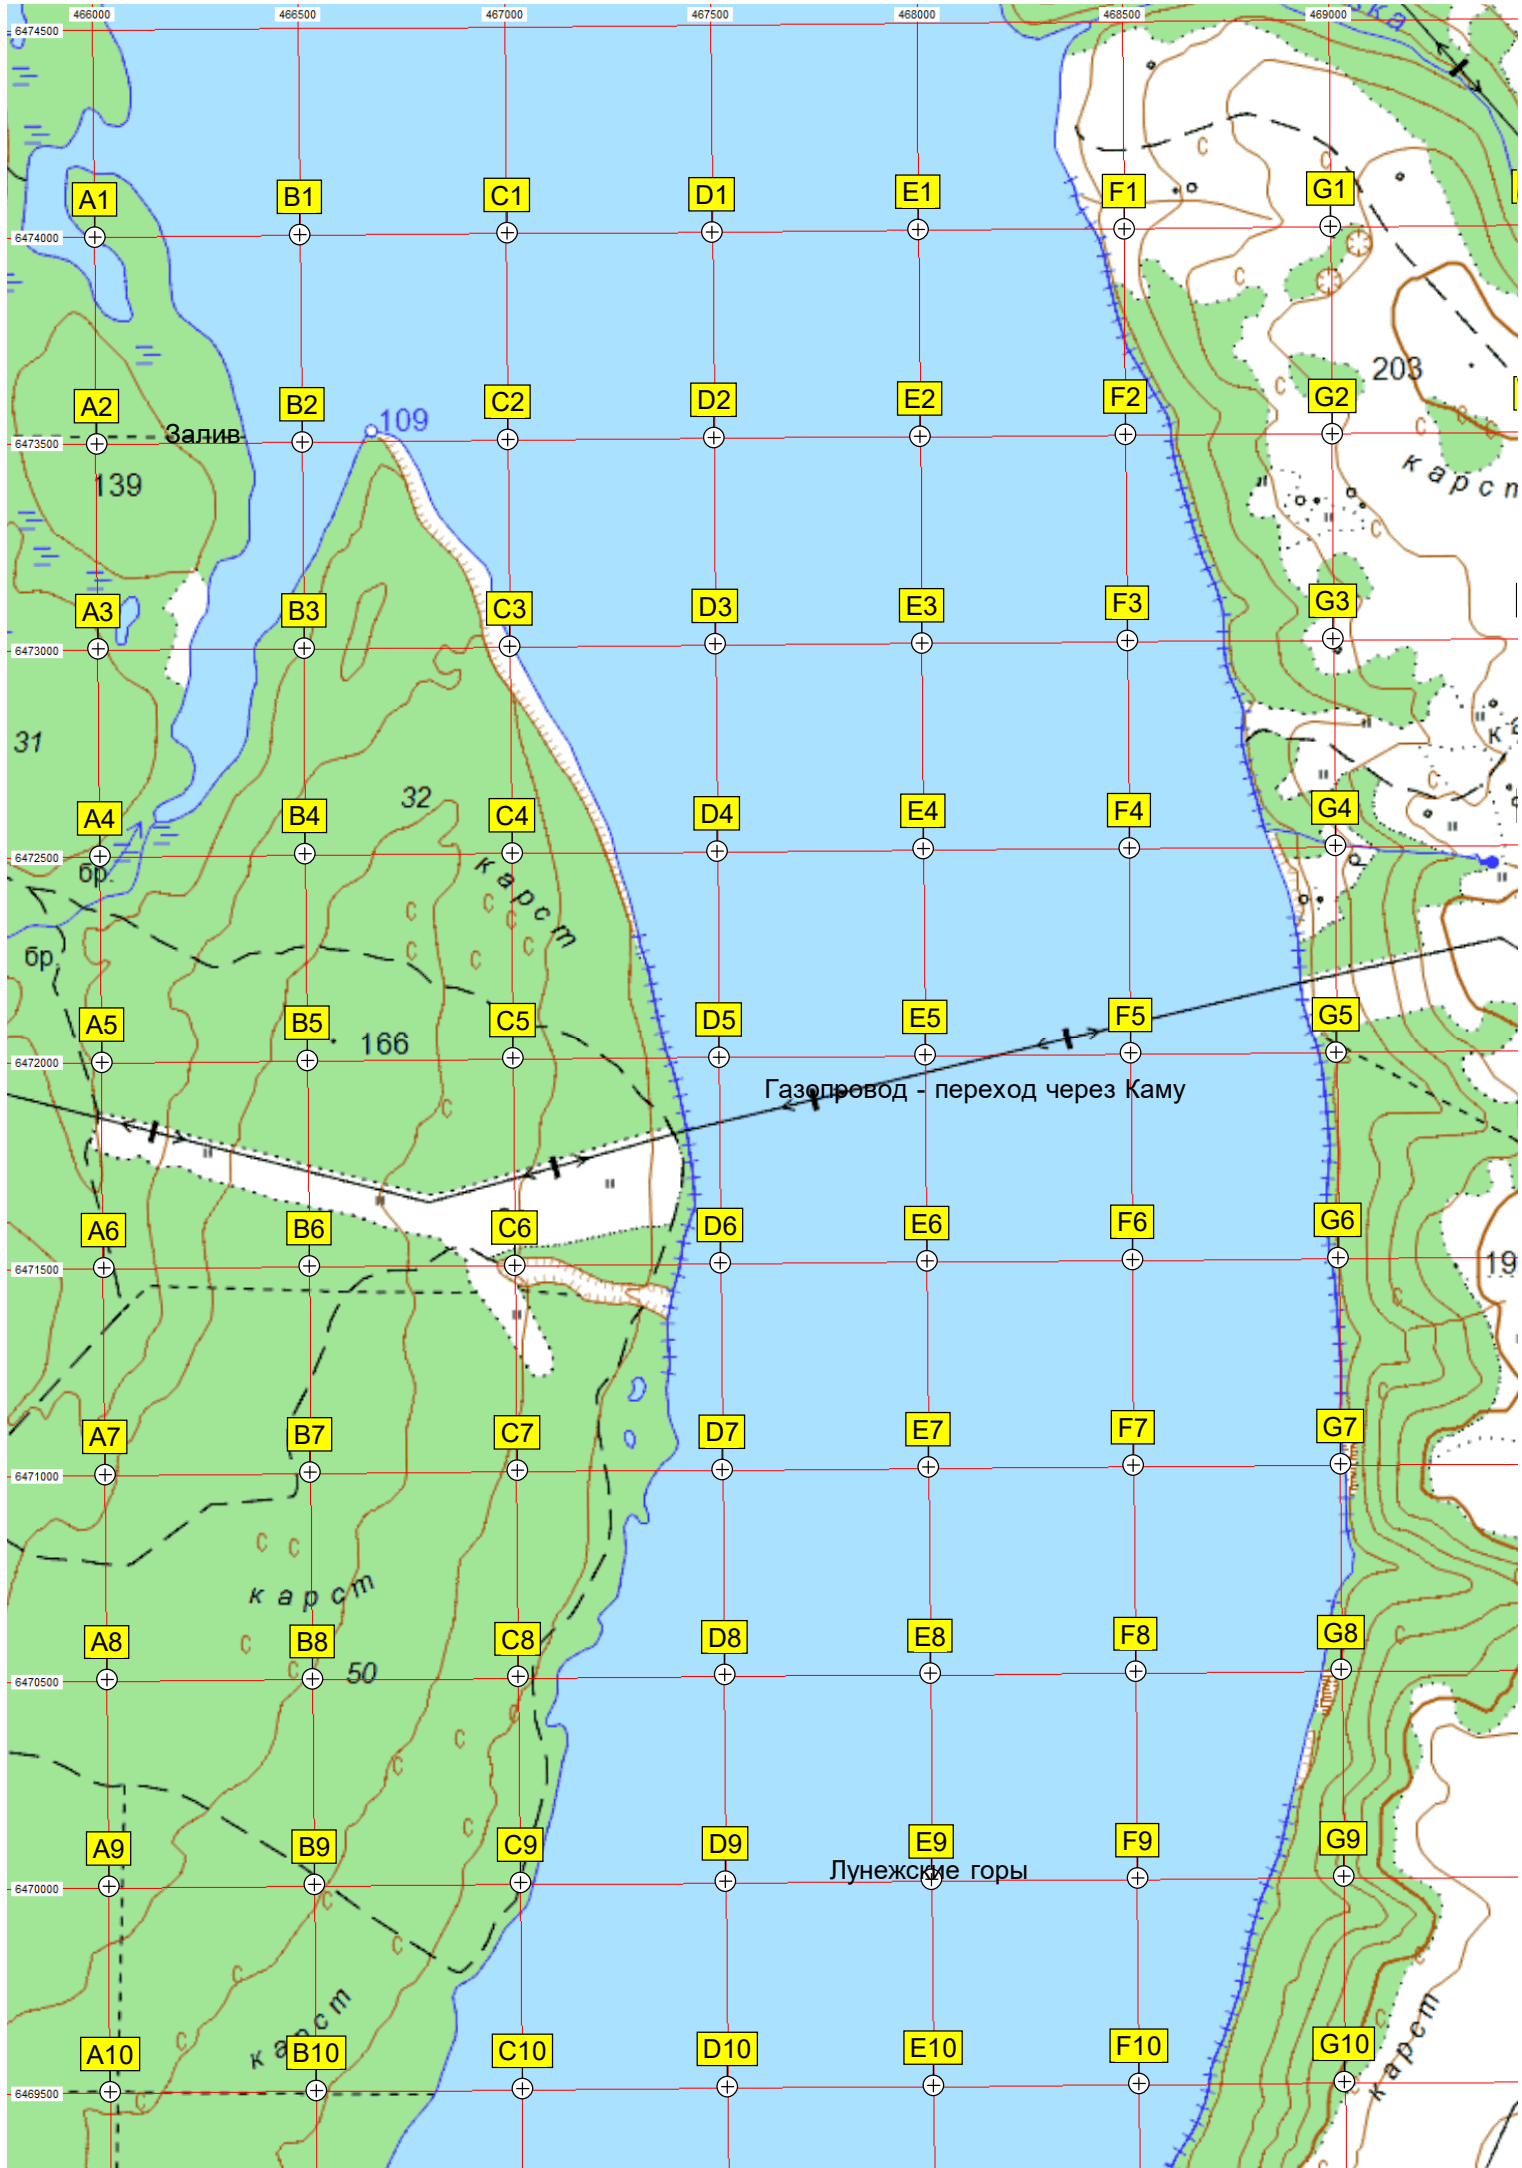 466000 466500 467000 467500 468000 468500 469000
6474500
ка
A1 B1 C1 D1 E1 F1 G1
6474000
с с с
203
A2 B2 C2 D2 E2 F2 G2
109
6473500
Залив
с с с с
карст
139
с
A3 B3 C3 D3 E3 F3 G3
6473000
31
к а
32
с
A4 B4 C4 D4 E4 F4 G4
6472500
бр.
карст
р.
с с с с с с
бр.
A5 B5 C5 D5 E5 F5 G5
166
6472000
Газопровод - переход через Каму
с
A6 B6 C6 D6 E6 F6 G6
6471500
19
с
с
A7 B7 C7 D7 E7 F7 G7
6471000
с с
карст
A8 B8 C8 D8 E8 F8 G8
с с с
50
6470500
с с с
с
A9 B9 C9 D9 E9 F9 G9
Лунежские горы
6470000
с
с с
с
карст
карст
с с
A10 B10 C10 D10 E10 F10 G10
6469500
с с